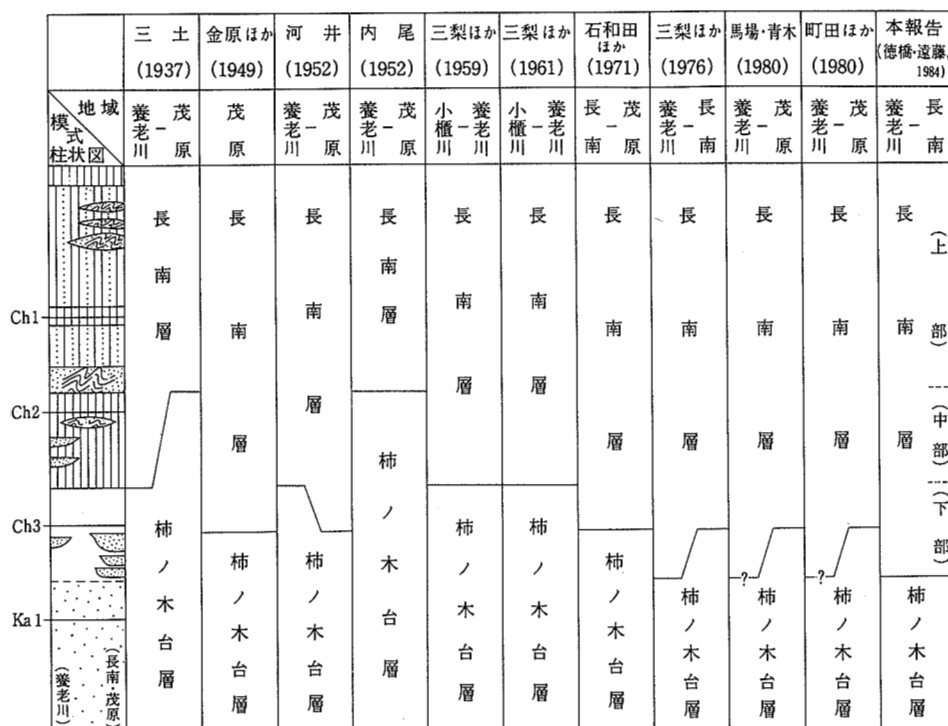 三土 (1937)
金原ほか (1949)
河井 (1952)
内尾 (1952)
三梨ほか (1959)
三梨ほか (1961)
石和田ほか (1971)
三梨ほか (1976)
馬場・青木 (1980)
町田ほか (1980)
本報告 (徳橋・遠藤, 1984)
地域
模式柱状図
養老川－茂原
茂原
養老川－茂原
養老川－茂原
小櫃川－養老川
小櫃川－養老川
長南－茂原
養老川－長南
養老川－茂原
養老川－茂原
養老川－長南
Ch1
Ch2
Ch3
Ka1
(養老川)
(長南・茂原)
長南層
柿ノ木台層
長南層
柿ノ木台層
長南層
柿ノ木台層
長南層
柿ノ木台層
長南層
柿ノ木台層
長南層
柿ノ木台層
長南層
柿ノ木台層
長南層
柿ノ木台層
長南層
?
柿ノ木台層
長南層
?
柿ノ木台層
長南層
(上部)
(中部)
(下部)
柿ノ木台層